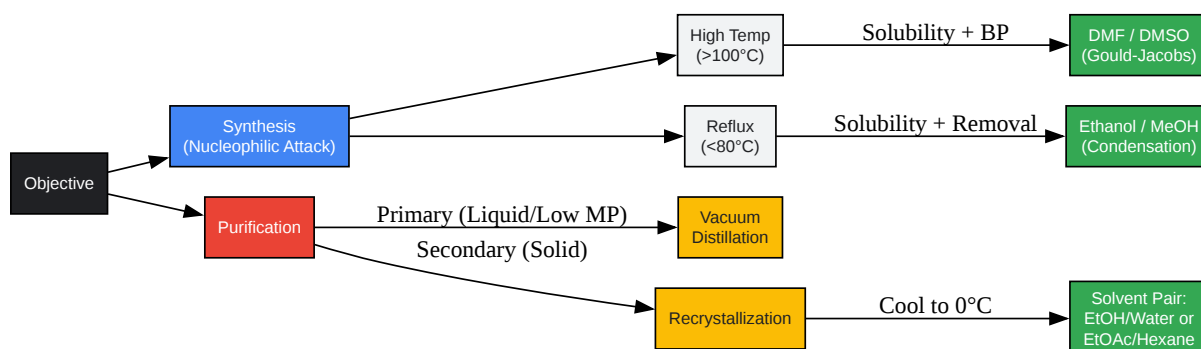 Objective
Synthesis
(Nucleophilic Attack)
High Temp
(>100°C)
Solubility + BP
DMF / DMSO
(Gould-Jacobs)
Reflux
(<80°C)
Solubility + Removal
Ethanol / MeOH
(Condensation)
Purification
Primary (Liquid/Low MP)
Vacuum
Distillation
Secondary (Solid)
Recrystallization
Cool to 0°C
Solvent Pair:
EtOH/Water or
EtOAc/Hexane